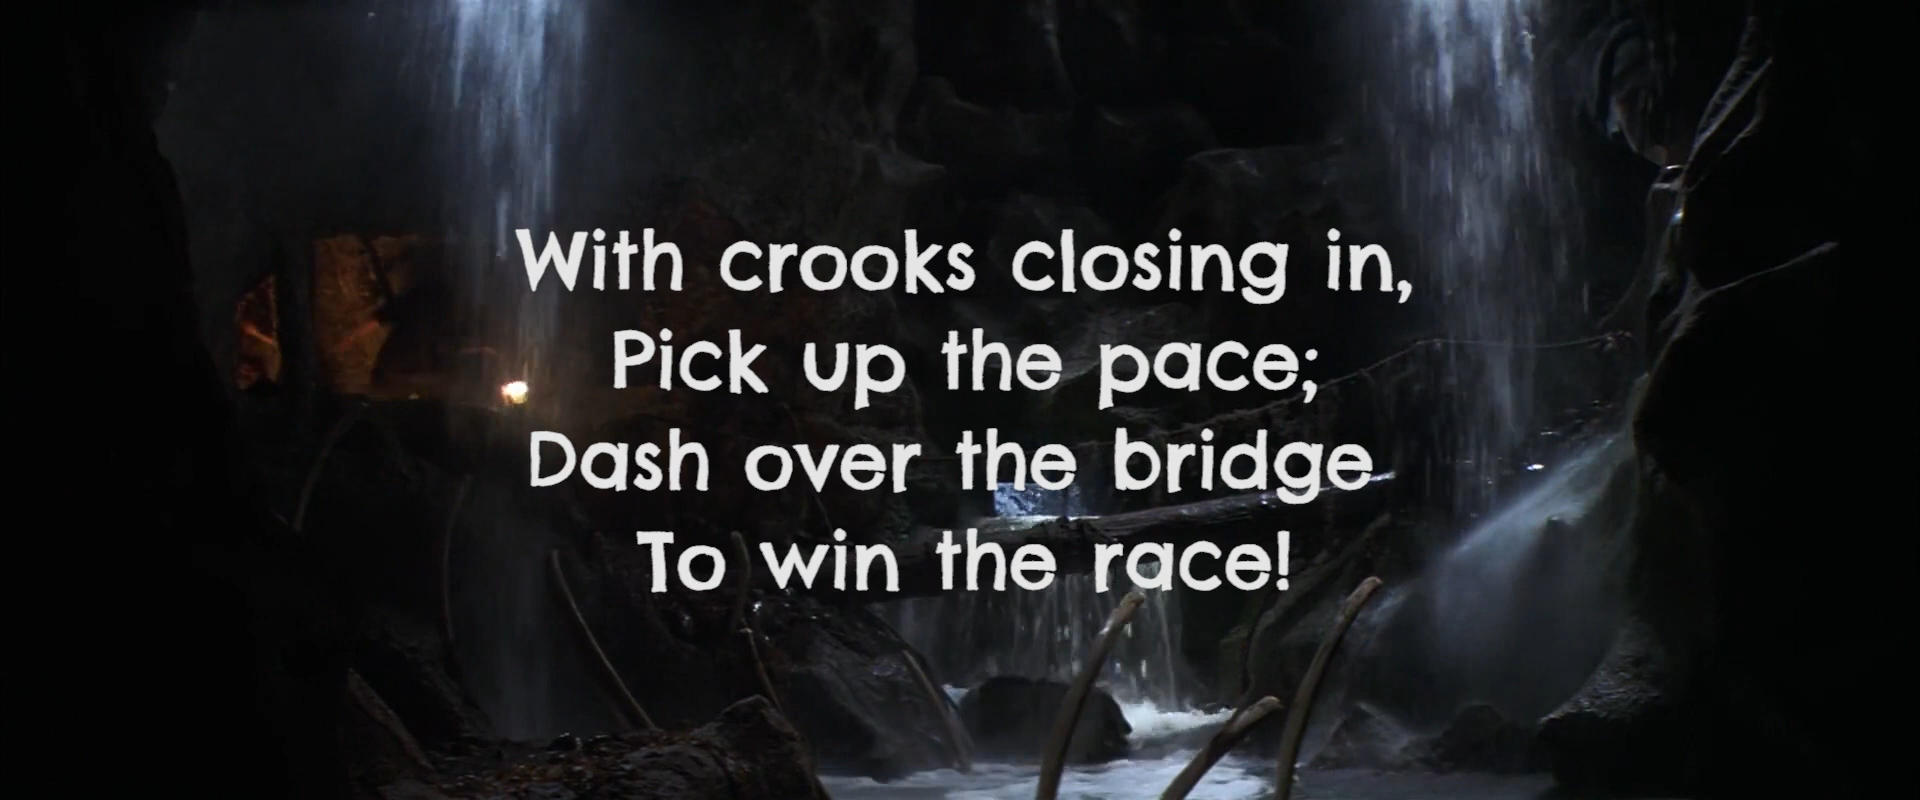 With crooks closing in,
Pick up the pace;
Dash over the bridge
To win the race!